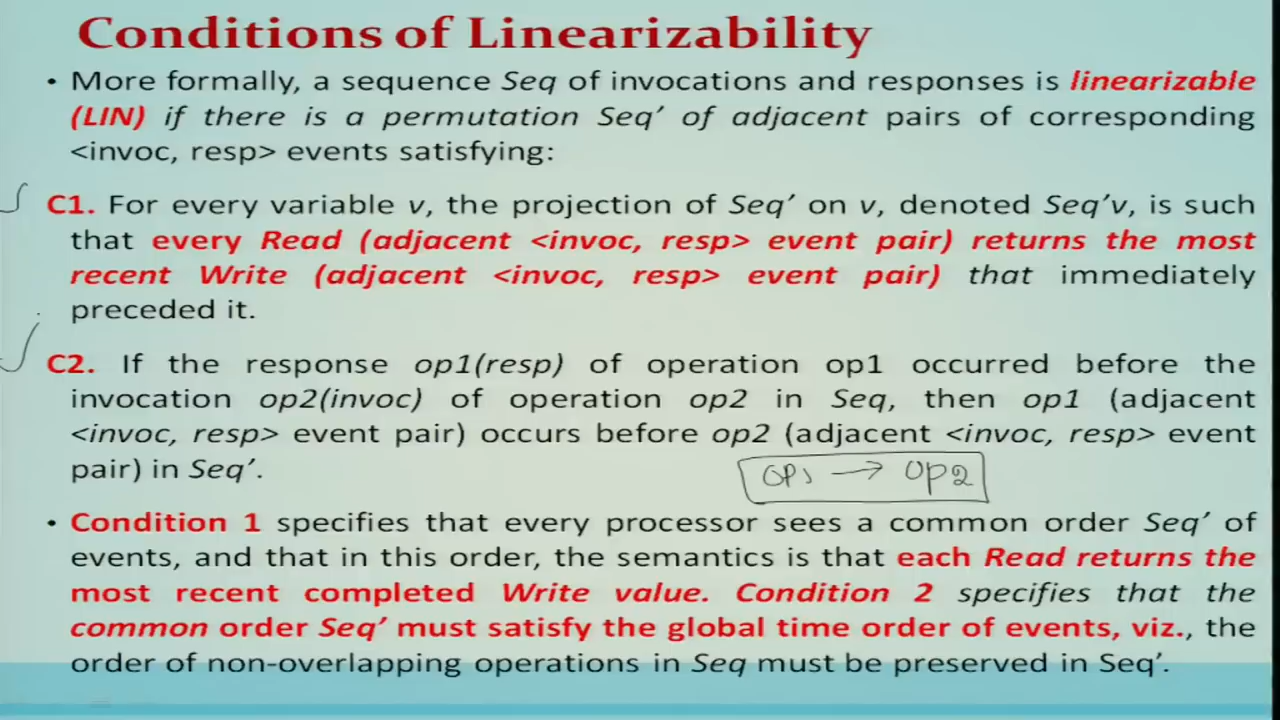 Conditions of Linearizability
• More formally, a sequence Seq of invocations and responses is linearizable
(LIN) if there is a permutation Seq’ of adjacent pairs of corresponding
<invoc, resp> events satisfying:
C1. For every variable v, the projection of Seq’ on v, denoted Seq’v, is such
that every Read (adjacent <invoc, resp> event pair) returns the most
recent Write (adjacent <invoc, resp> event pair) that immediately
preceded it.
C2. If the response op1(resp) of operation op1 occurred before the
invocation op2(invoc) of operation op2 in Seq, then op1 (adjacent
<invoc, resp> event pair) occurs before op2 (adjacent <invoc, resp> event
pair) in Seq’.
OP1 → OP2
• Condition 1 specifies that every processor sees a common order Seq’ of
events, and that in this order, the semantics is that each Read returns the
most recent completed Write value. Condition 2 specifies that the
common order Seq’ must satisfy the global time order of events, viz., the
order of non-overlapping operations in Seq must be preserved in Seq’.